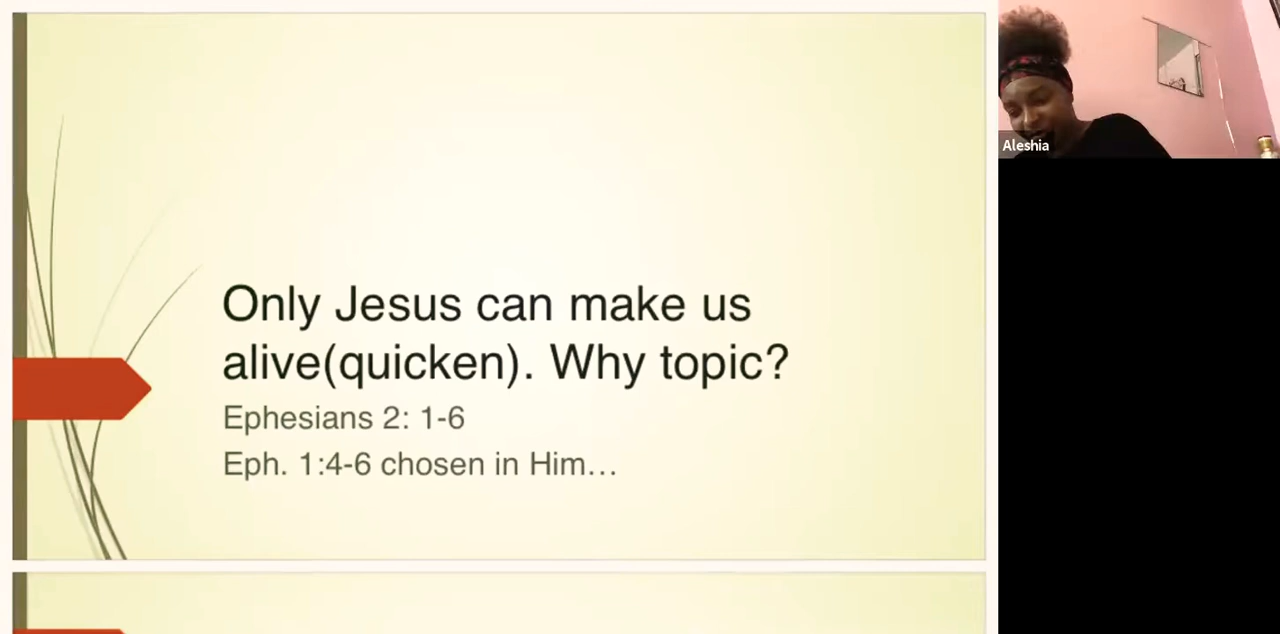 Only Jesus can make us
alive(quicken). Why topic?
Ephesians 2: 1-6
Eph. 1:4-6 chosen in Him…
Aleshia